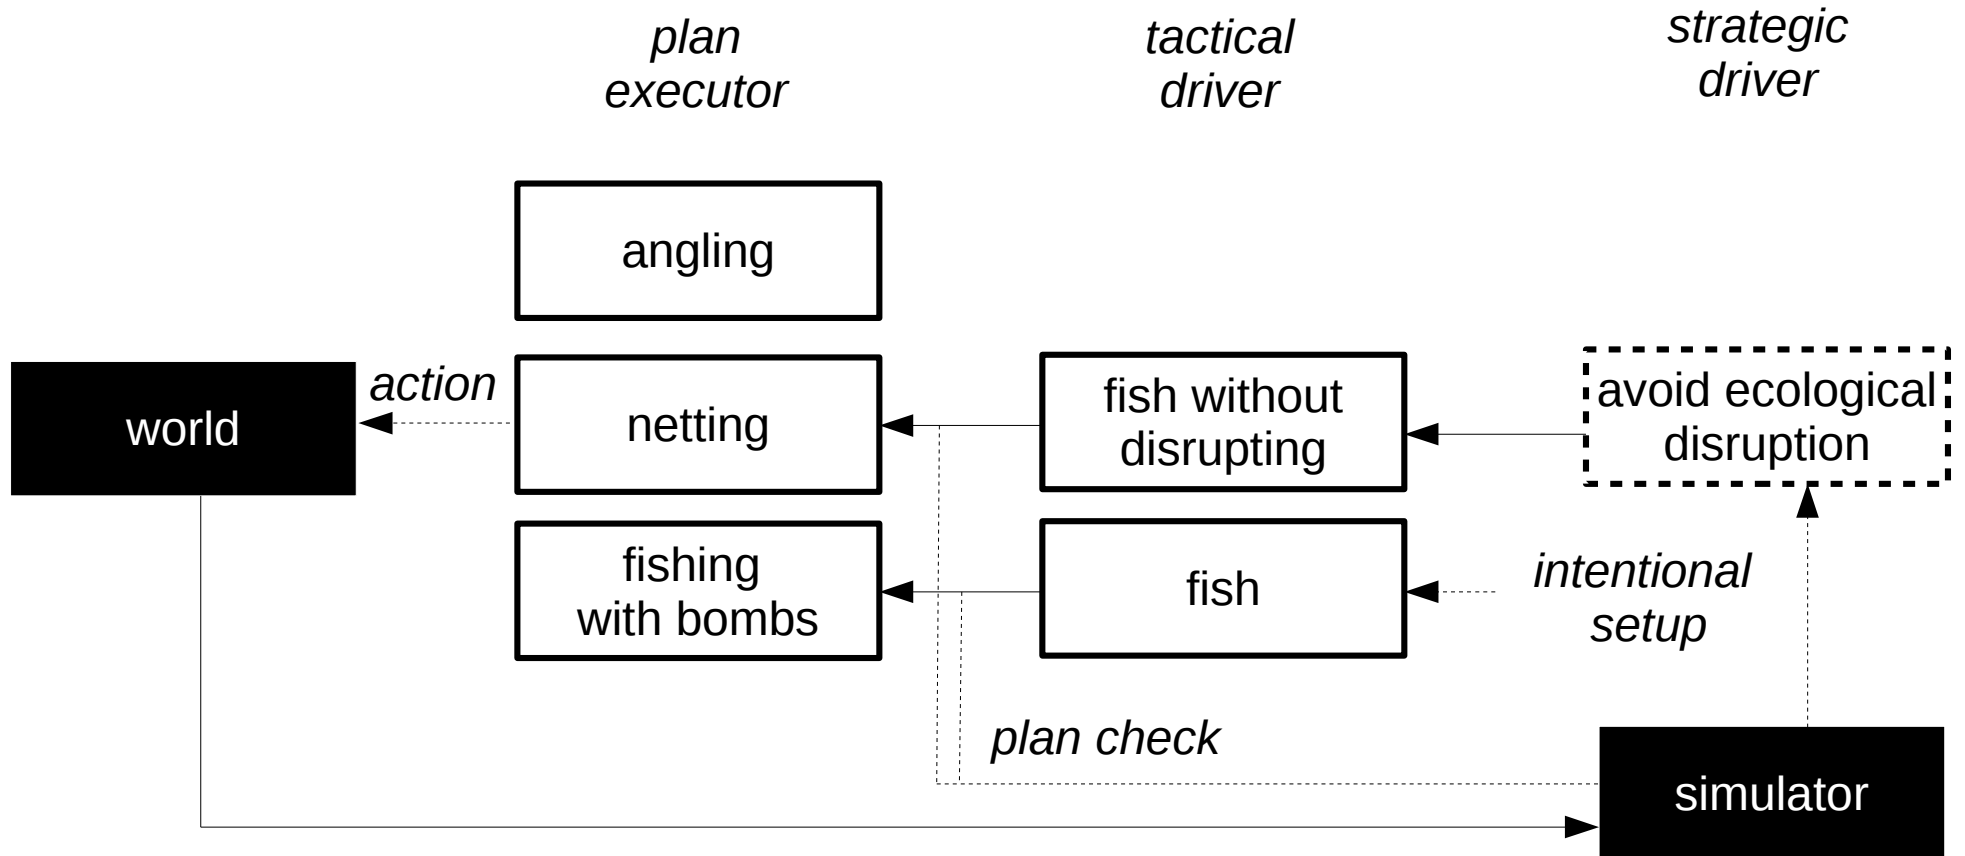 plan
executor
tactical
driver
strategic
driver
angling
world
action
netting
fish without
disrupting
avoid ecological
disruption
fishing
with bombs
fish
intentional
setup
plan check
simulator